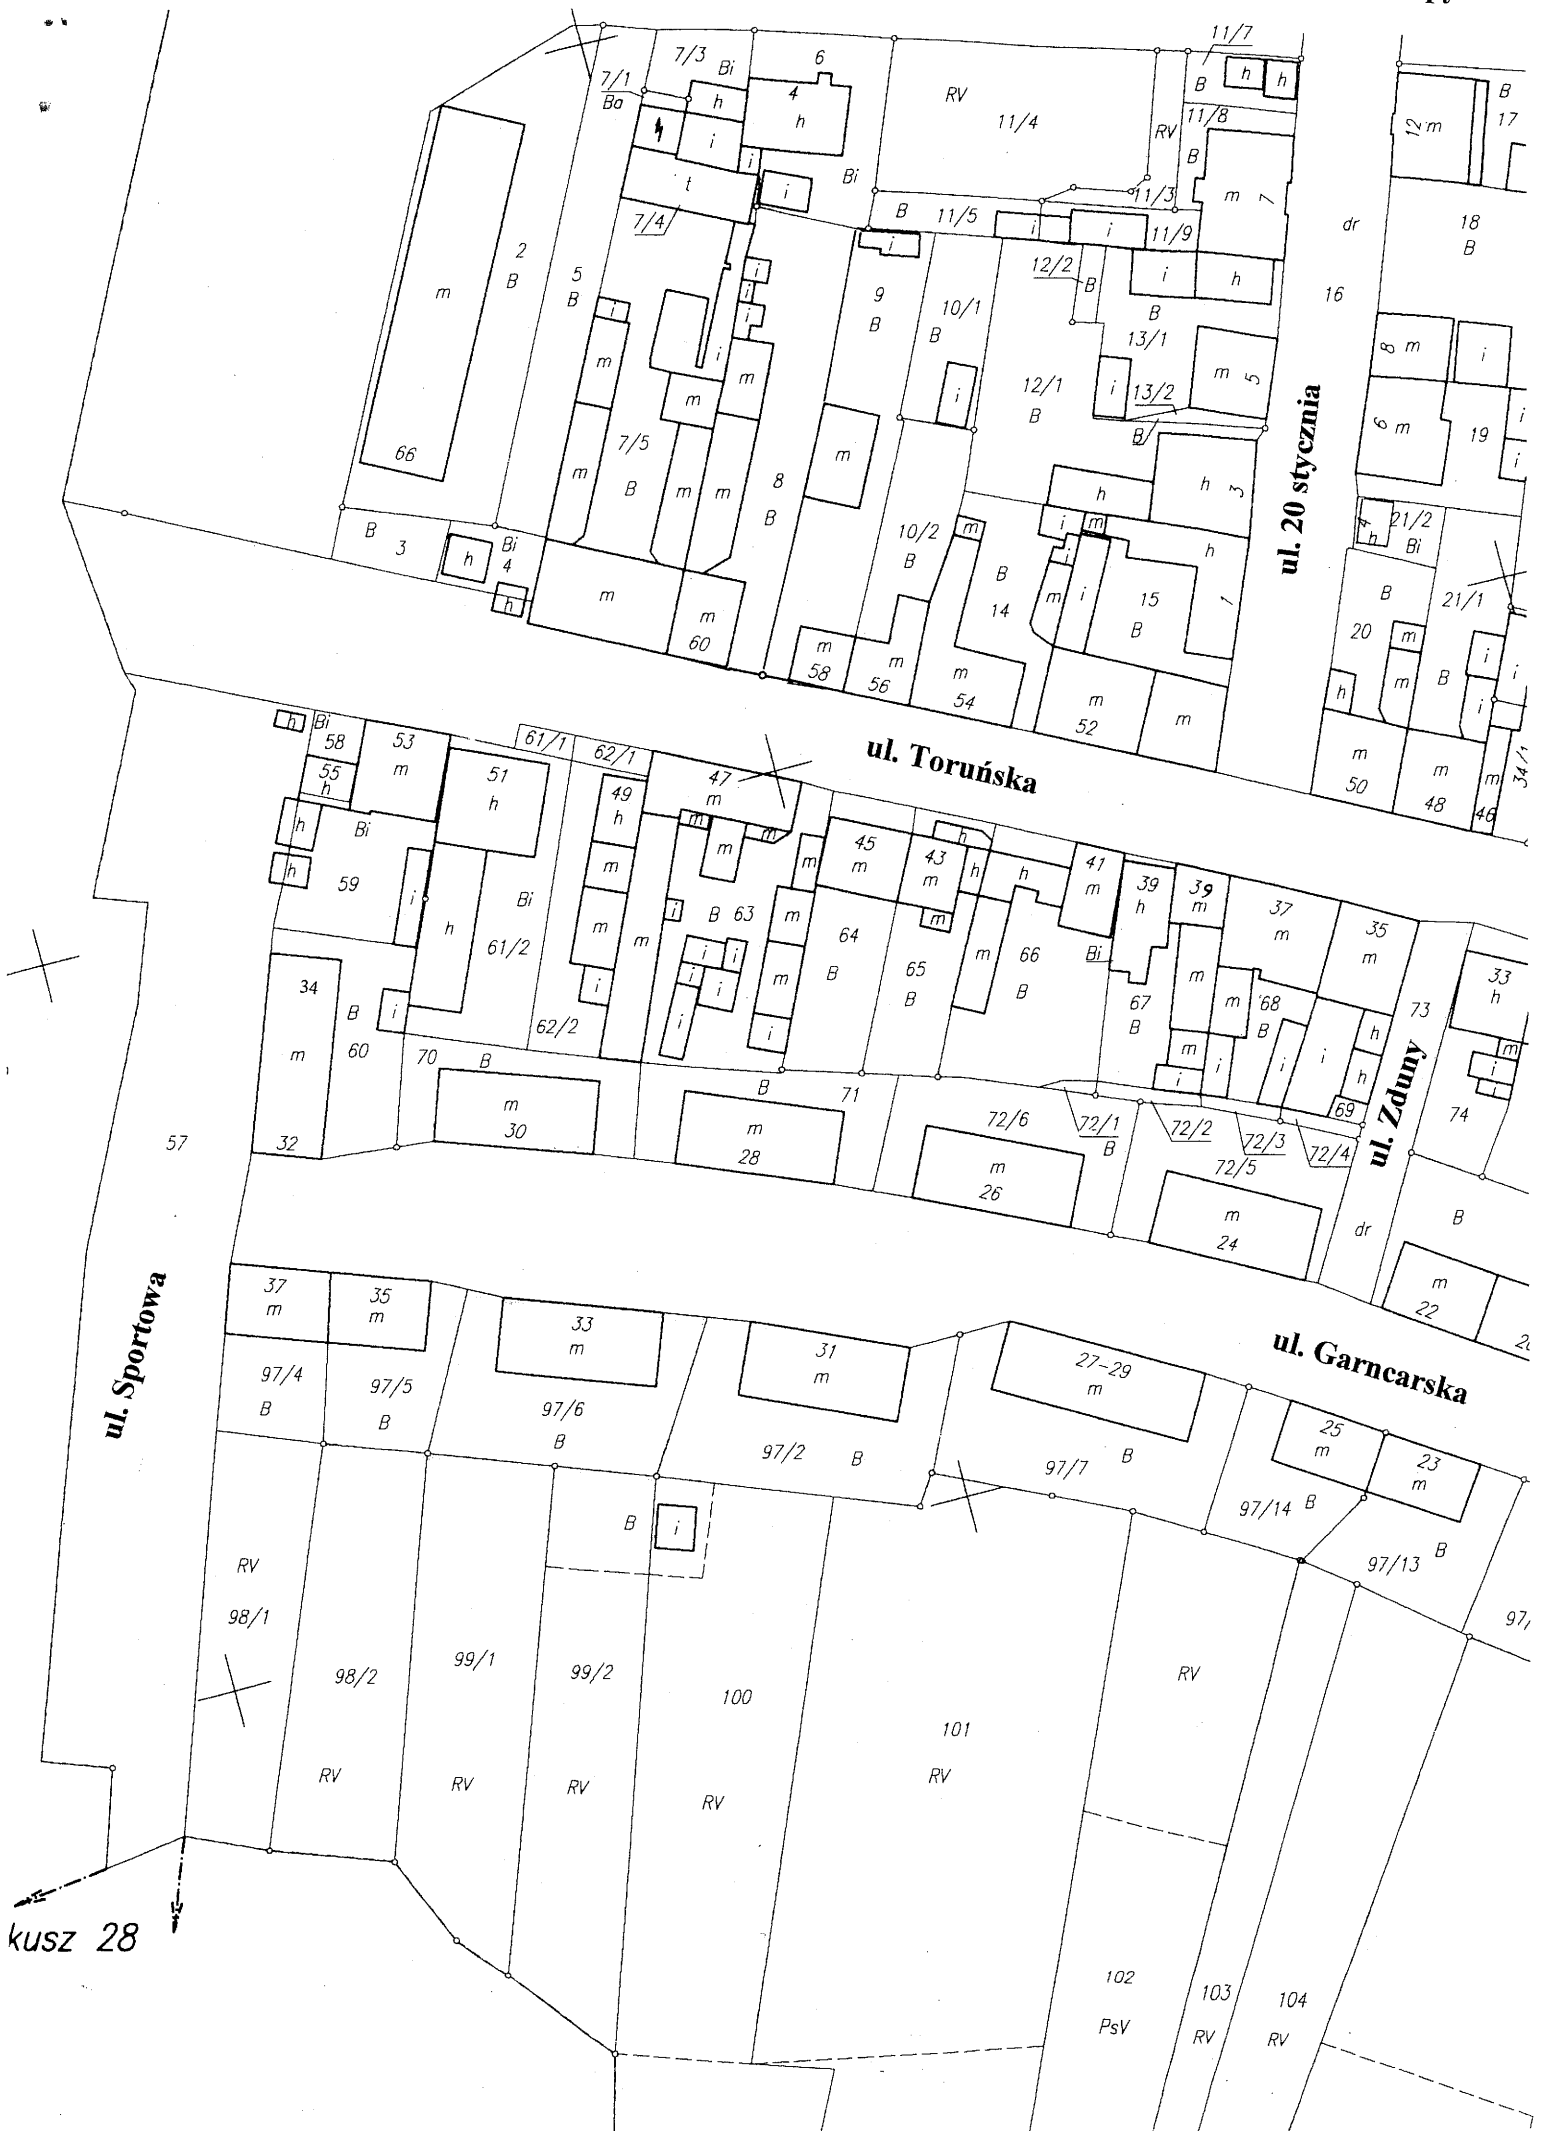 11/7
7/3
Bi
6
7/1
Ba
h
4
h
RV
11/4
RV
B
h
h
11/8
B
12
m
B
17
i
i
t
7/4
i
Bi
B
11/5
i
i
11/3
11/9
m
7
dr
18
B
2
B
5
B
m
i
i
i
i
i
9
B
i
10/1
B
12/2
B
i
h
B
13/1
16
8
m
i
m
m
m
i
12/1
B
i
13/2
B
m
5
6
m
19
i
i
66
m
7/5
B
m
m
8
B
m
h
h
3
ul. 20 stycznia
4
h
21/2
Bi
B
3
h
Bi
4
h
10/2
B
m
i
m
i
h
B
14
m
i
15
B
1
B
20
21/1
m
m
60
m
58
m
56
m
54
m
52
m
h
m
m
B
i
i
i
m
50
m
48
m
46
34/1
h
Bi
58
53
m
61/1
62/1
47
m
ul. Toruńska
55
h
51
h
49
h
m
m
h
h
Bi
59
i
m
m
m
45
m
43
m
h
h
h
41
m
39
h
39
m
37
m
35
m
h
Bi
61/2
m
m
i
B
63
m
64
B
m
65
B
m
66
B
Bi
67
B
m
m
68
B
73
33
h
34
m
B
60
i
i
62/2
i
i
i
i
i
m
i
m
i
i
i
i
h
h
69
m
i
i
74
ul. Zduny
70
B
m
30
B
71
m
28
72/6
72/1
B
72/2
72/3
72/4
72/5
m
26
m
24
dr
B
m
22
32
57
37
m
35
m
33
m
31
m
27-29
m
ul. Garncarska
ul. Sportowa
97/4
B
97/5
B
97/6
B
97/2
B
97/7
B
25
m
23
m
97/14
B
97/13
B
97/
RV
98/1
B
i
98/2
99/1
99/2
100
101
RV
RV
RV
RV
RV
RV
kusz 28
102
PsV
103
RV
104
RV